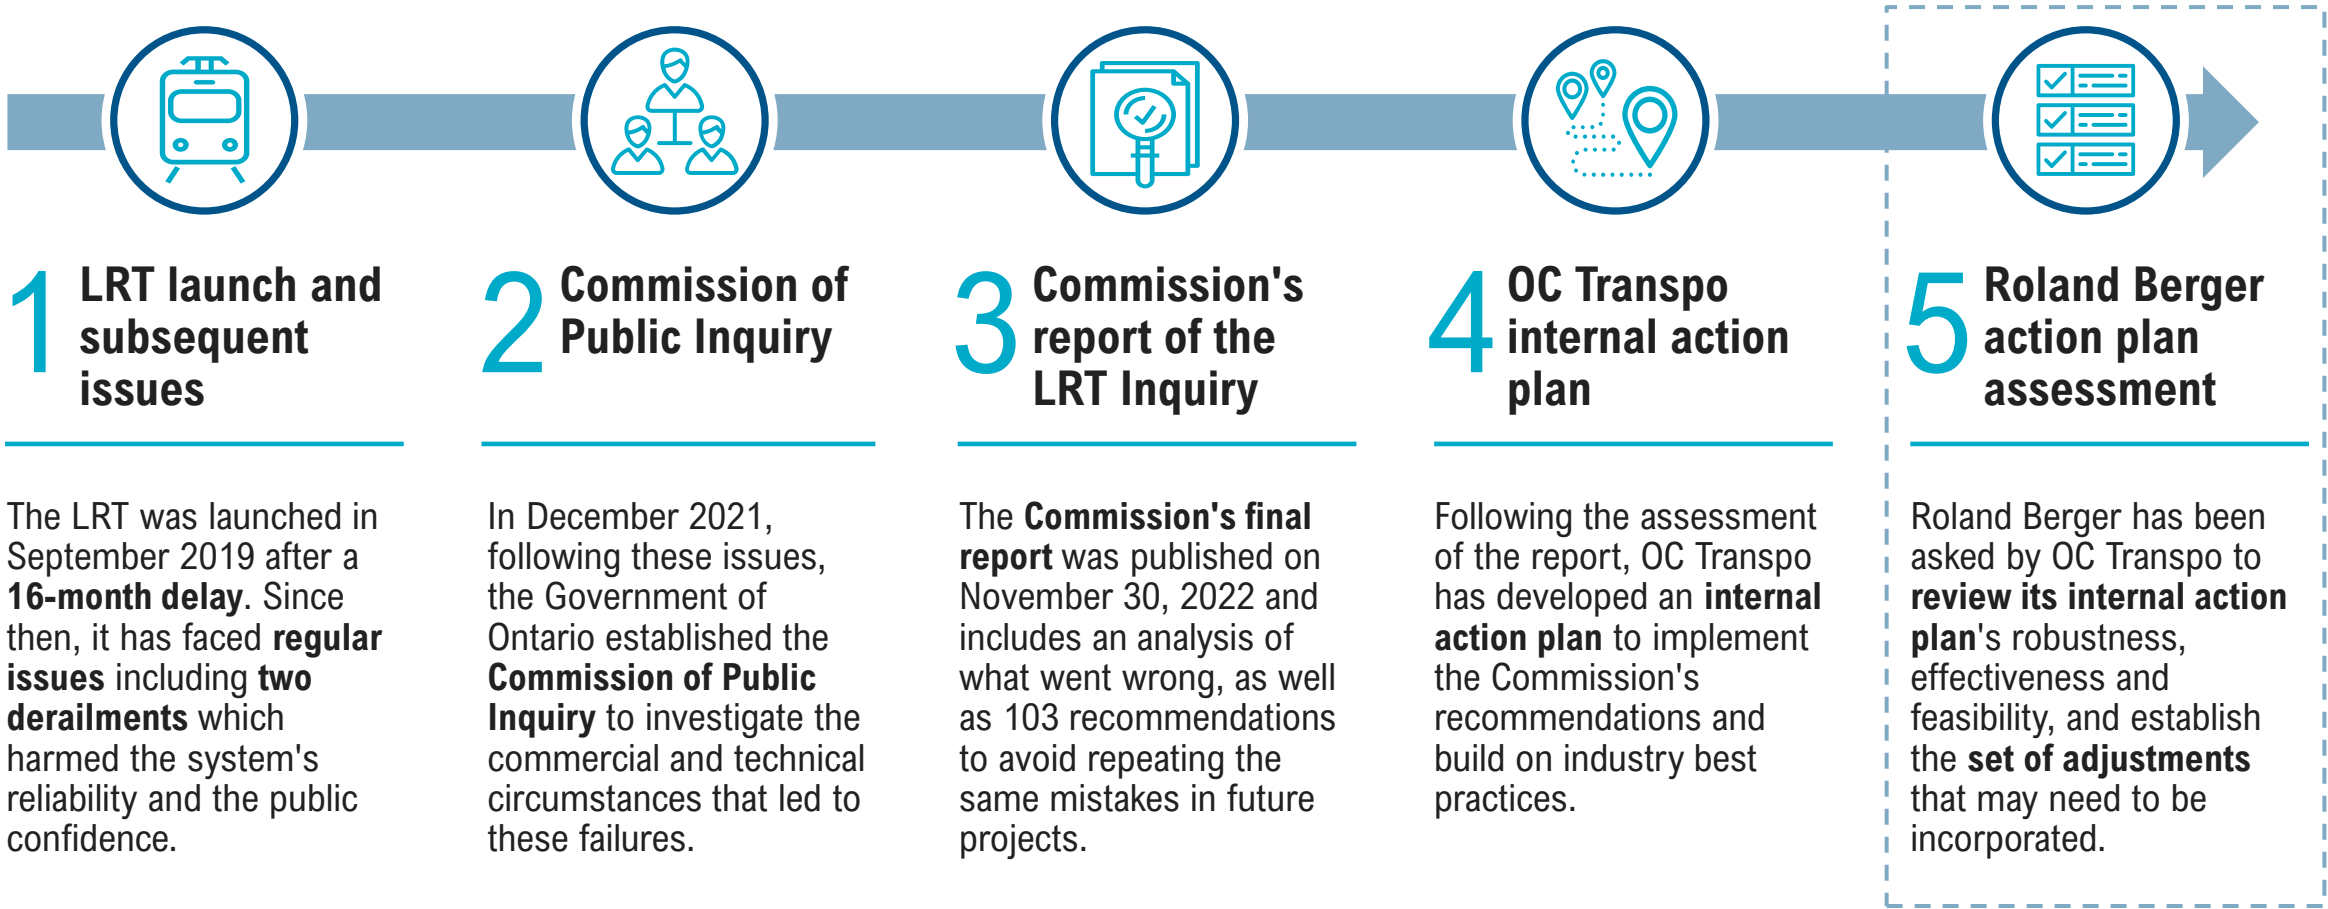 1
LRT launch and
subsequent
issues
The LRT was launched in
September 2019 after a
16-month delay. Since
then, it has faced regular
issues including two
derailments which
harmed the system's
reliability and the public
confidence.
2
Commission of
Public Inquiry
In December 2021,
following these issues,
the Government of
Ontario established the
Commission of Public
Inquiry to investigate the
commercial and technical
circumstances that led to
these failures.
3
Commission's
report of the
LRT Inquiry
The Commission's final
report was published on
November 30, 2022 and
includes an analysis of
what went wrong, as well
as 103 recommendations
to avoid repeating the
same mistakes in future
projects.
4
OC Transpo
internal action
plan
Following the assessment
of the report, OC Transpo
has developed an internal
action plan to implement
the Commission's
recommendations and
build on industry best
practices.
5
Roland Berger
action plan
assessment
Roland Berger has been
asked by OC Transpo to
review its internal action
plan's robustness,
effectiveness and
feasibility, and establish
the set of adjustments
that may need to be
incorporated.